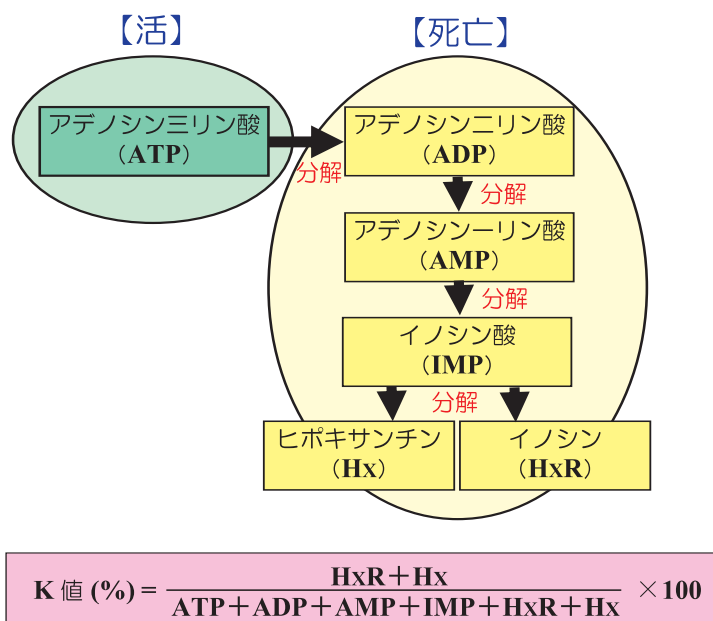 【活】
【死亡】
アデノシン三リン酸
（ATP）
分解
アデノシン二リン酸
（ADP）
分解
アデノシン一リン酸
（AMP）
分解
イノシン酸
（IMP）
分解
ヒポキサンチン
（Hx）
イノシン
（HxR）
K 値 (%) = HxR＋Hx / ATP＋ADP＋AMP＋IMP＋HxR＋Hx ×100